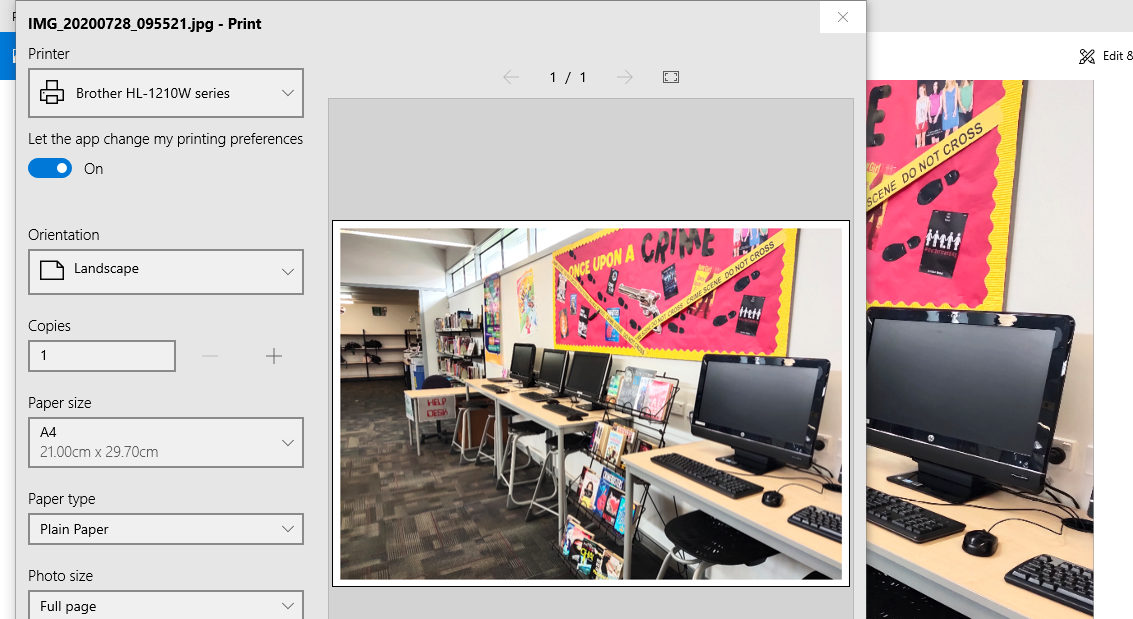 IMG_20200728_095521.jpg - Print
Printer
Brother HL-1210W series
Let the app change my printing preferences
On
Orientation
Landscape
Copies
1
Paper size
A4
21.00cm x 29.70cm
Paper type
Plain Paper
Photo size
Full page
1 / 1
ONCE UPON A CRIME
CRIME SCENE DO NOT CROSS
HELP
DESK
Edit &
DO NOT CROSS
SCENE